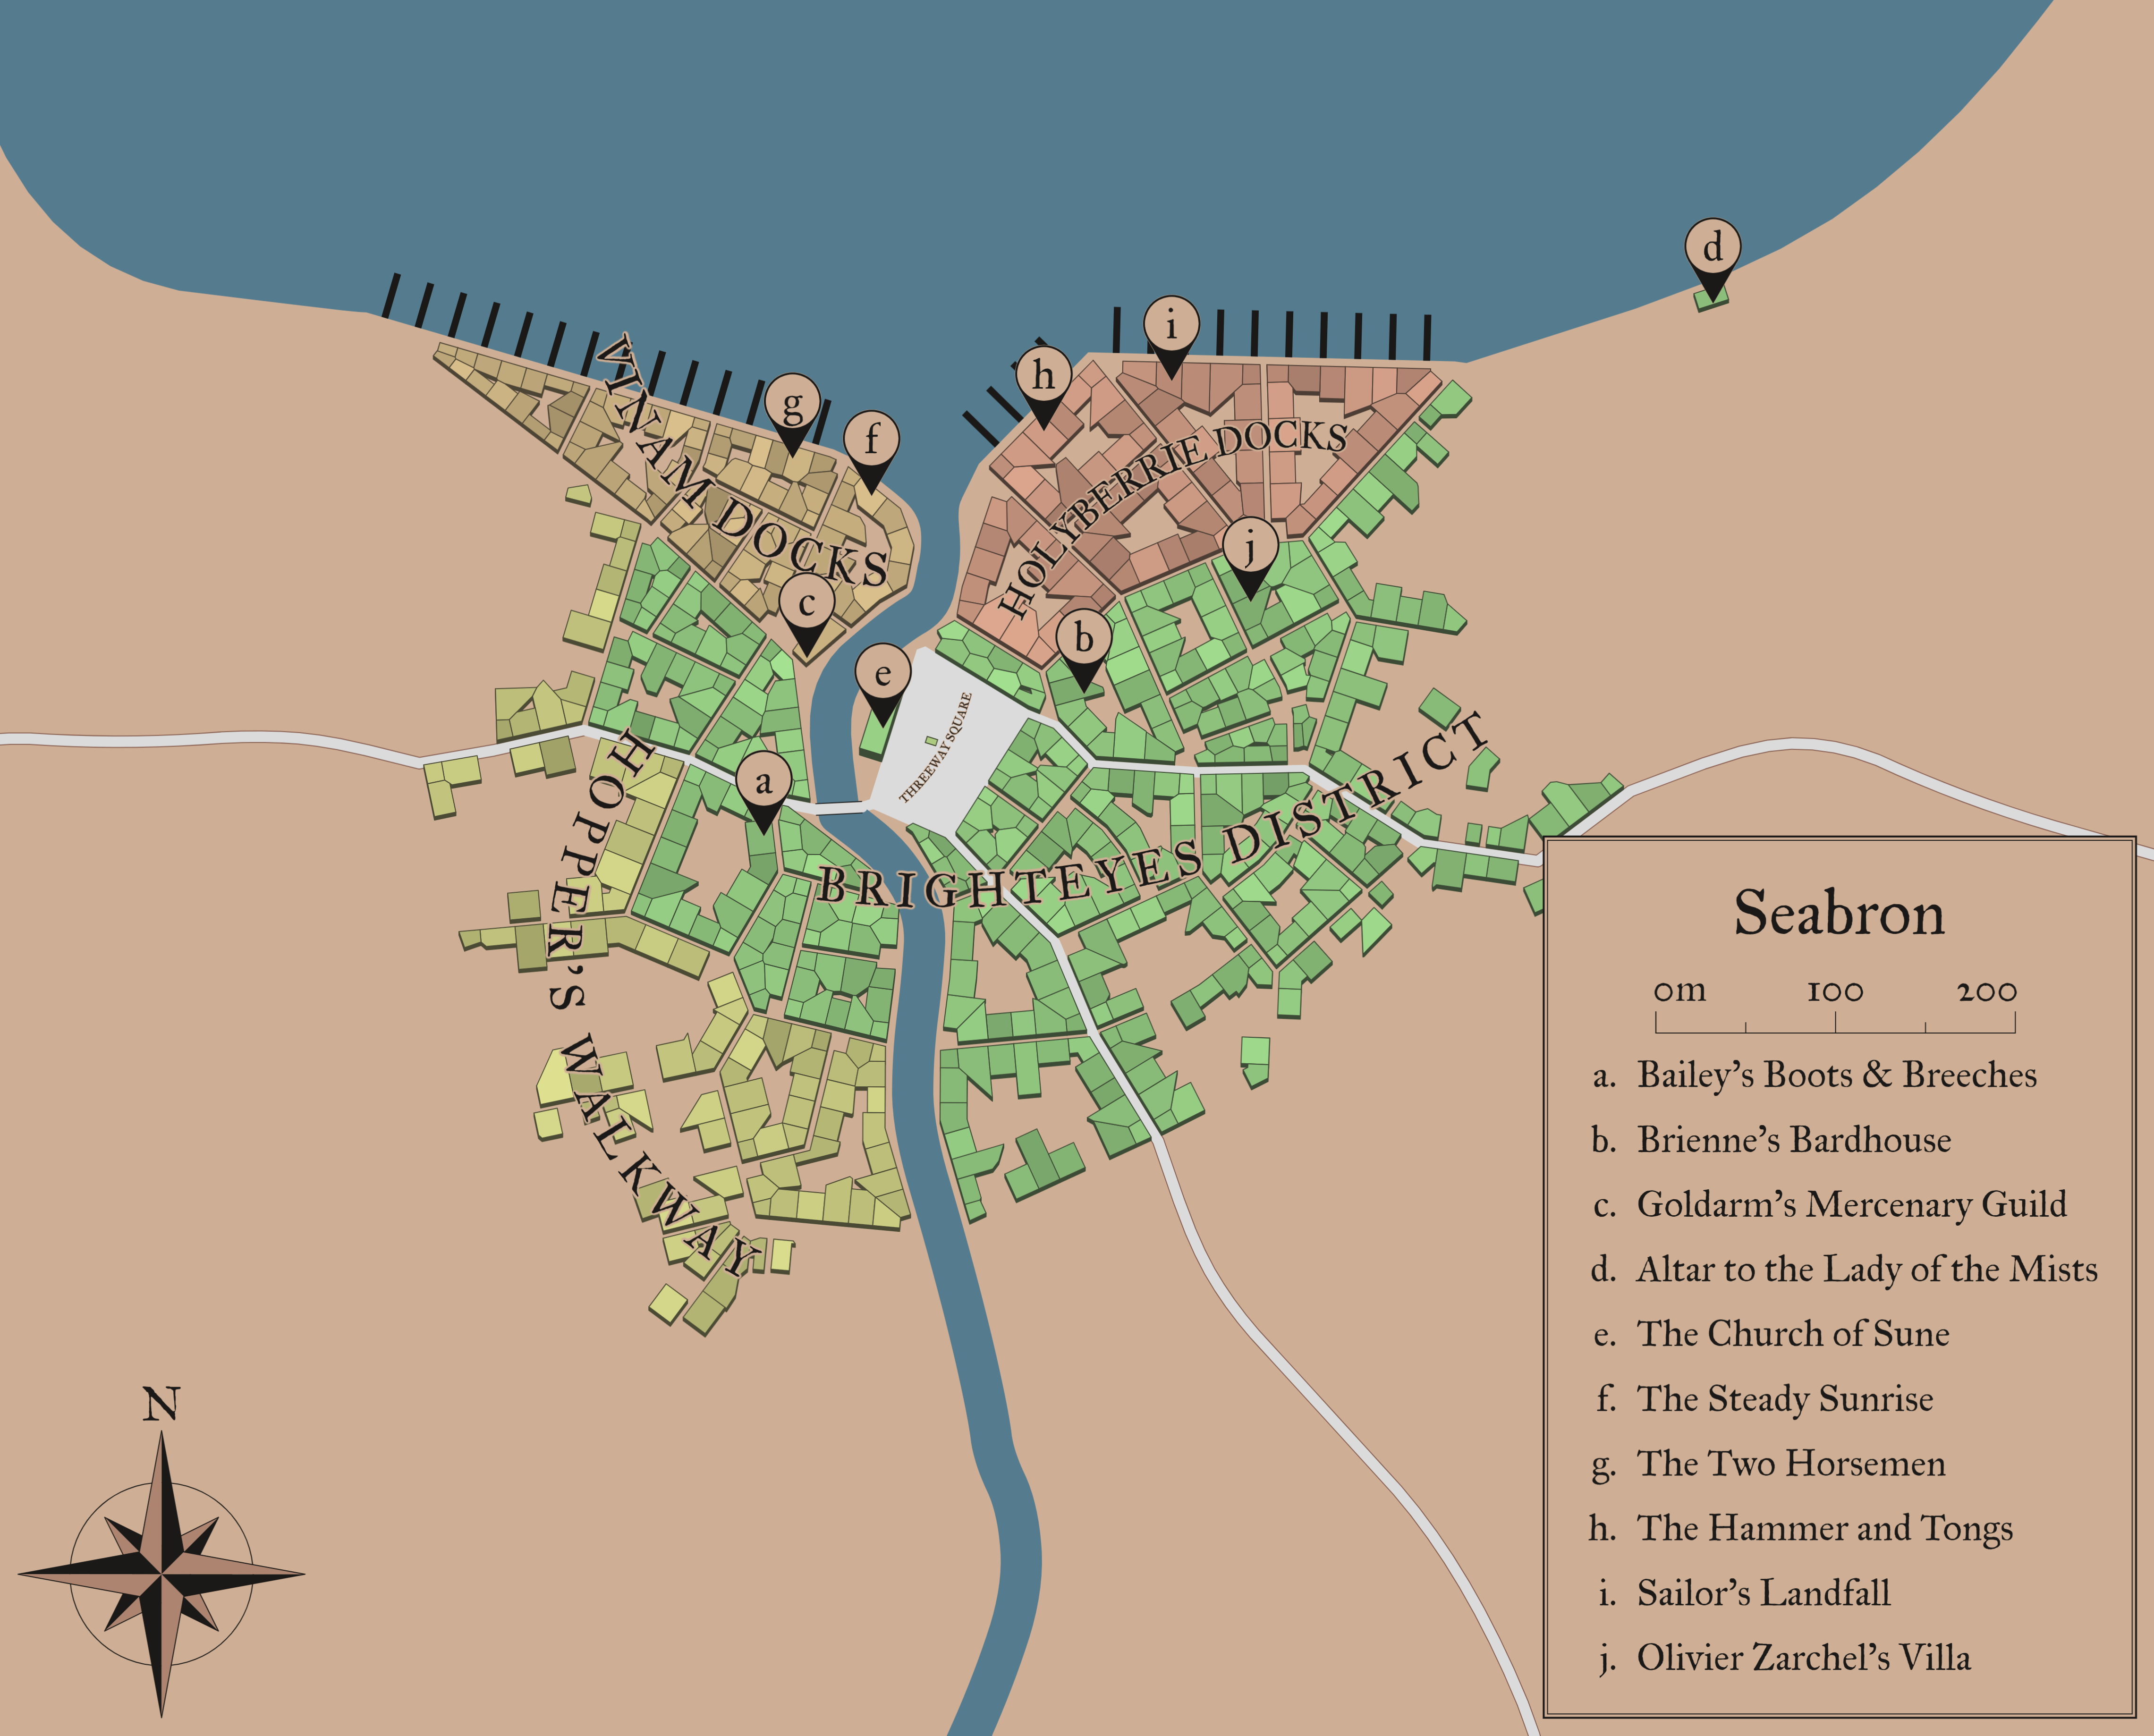 d
i
h
g
f
VIVAM DOCKS
HOLYBERRIE DOCKS
j
c
b
e
THREEWAY SQUARE
a
HOPPER'S WALKWAY
BRIGHTEYES DISTRICT
N
Seabron
0m 100 200
a. Bailey's Boots & Breeches
b. Brienne's Bardhouse
c. Goldarm's Mercenary Guild
d. Altar to the Lady of the Mists
e. The Church of Sune
f. The Steady Sunrise
g. The Two Horsemen
h. The Hammer and Tongs
i. Sailor's Landfall
j. Olivier Zarchel's Villa